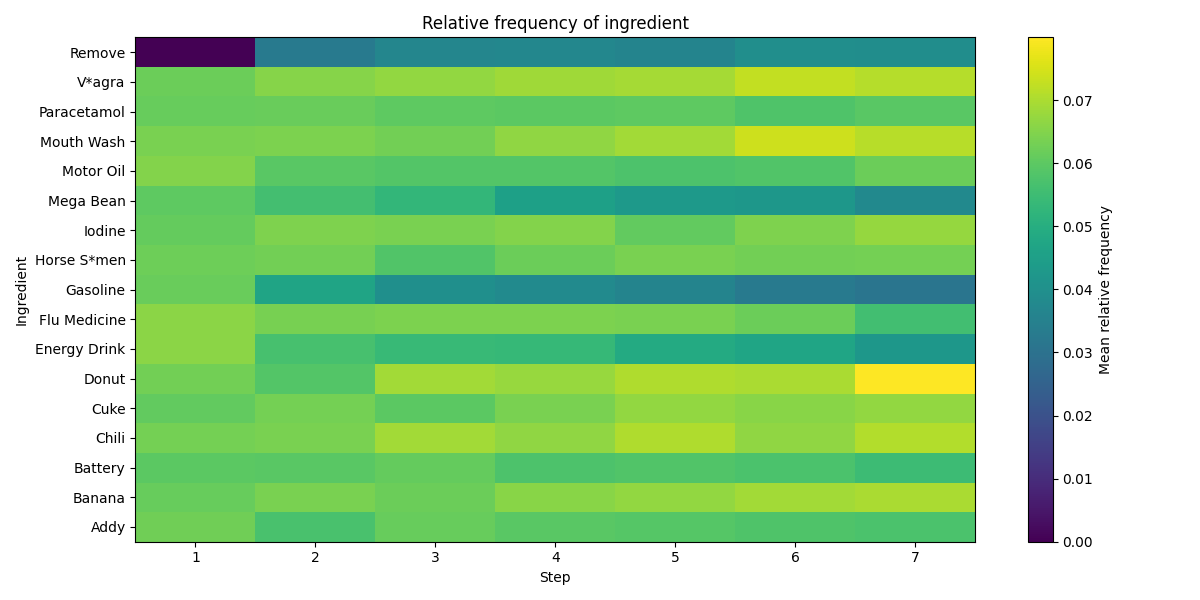 Relative frequency of ingredient
Remove
V*agra
Paracetamol
Mouth Wash
Motor Oil
Mega Bean
Iodine
Horse S*men
Gasoline
Flu Medicine
Energy Drink
Donut
Cuke
Chili
Battery
Banana
Addy
Ingredient
1 2 3 4 5 6 7
Step
0.07
0.06
0.05
0.04
0.03
0.02
0.01
0.00
Mean relative frequency